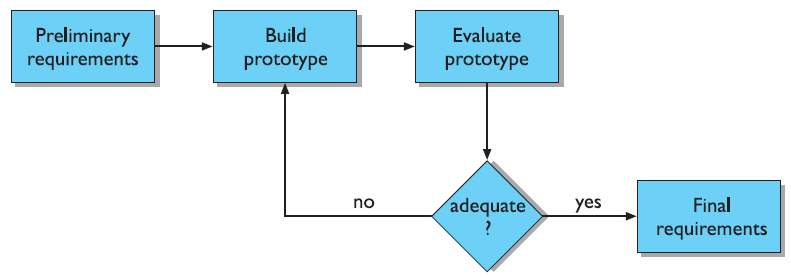 Preliminary
requirements
Build
prototype
Evaluate
prototype
no
adequate
?
yes
Final
requirements